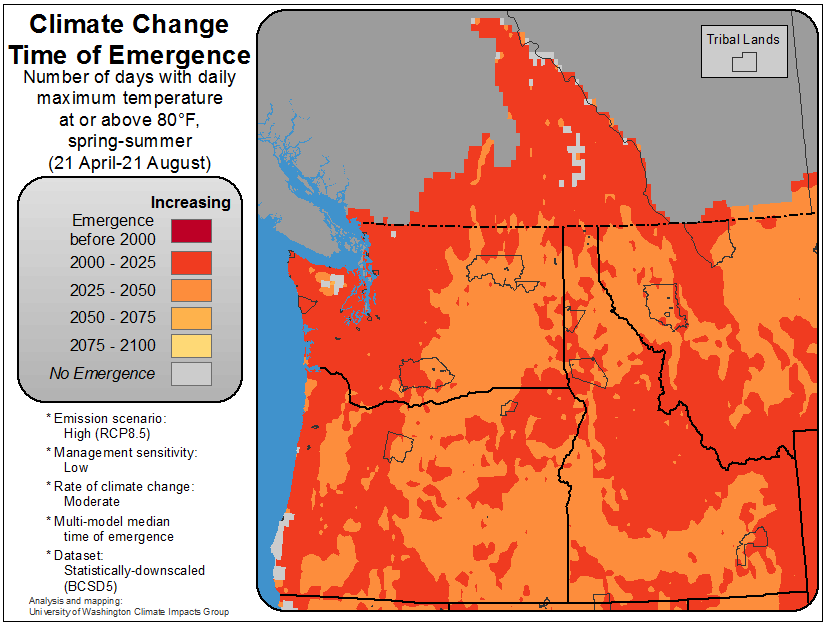 Climate Change
Time of Emergence
Number of days with daily
maximum temperature
at or above 80°F,
spring-summer
(21 April-21 August)
Increasing
Emergence
before 2000
2000 - 2025
2025 - 2050
2050 - 2075
2075 - 2100
No Emergence
* Emission scenario:
High (RCP8.5)
* Management sensitivity:
Low
* Rate of climate change:
Moderate
* Multi-model median
time of emergence
* Dataset:
Statistically-downscaled
(BCSD5)
Analysis and mapping:
University of Washington Climate Impacts Group
Tribal Lands